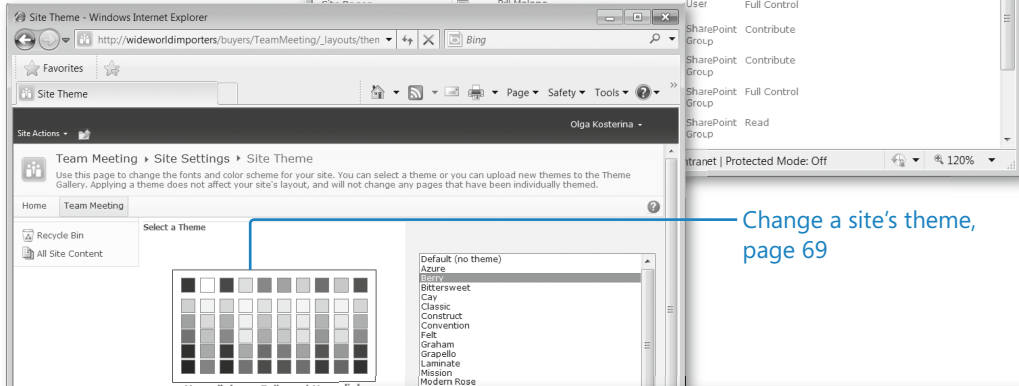 Site Theme - Windows Internet Explorer
http://wideworldimporters/buyers/TeamMeeting/_layouts/then
Bing
Favorites
Site Theme
Page
Safety
Tools
Site Actions
Olga Kosterina
Team Meeting
Site Settings
Site Theme
Use this page to change the fonts and color scheme for your site. You can select a theme or you can upload new themes to the Theme
Gallery. Applying a theme does not affect your site's layout, and will not change any pages that have been individually themed.
Home
Team Meeting
Recycle Bin
All Site Content
Select a Theme
Default (no theme)
Azure
Berry
Bittersweet
Cay
Classic
Construct
Convention
Felt
Graham
Grapello
Laminate
Mission
Modern Rose
User Full Control
SharePoint Contribute
Group
SharePoint Contribute
Group
SharePoint Full Control
Group
SharePoint Read
Group
ntranet | Protected Mode: Off
120%
Change a site's theme,
page 69